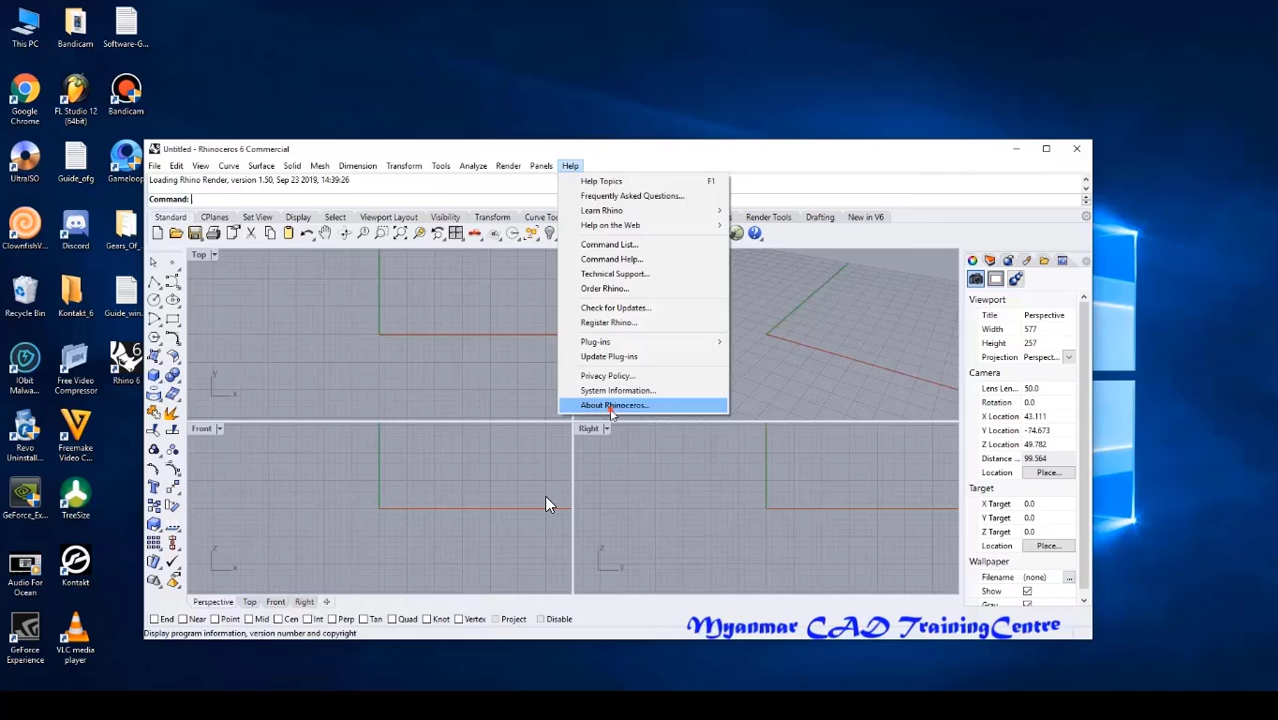 This PC
Bandicam
Software-G...
Google
Chrome
FL Studio 12
(64bit)
Bandicam
UltraISO
Guide_ofg
Gameloop
ClownfishV...
Discord
Gears_Of...
Recycle Bin
Kontakt_6
Guide_win...
IObit
Malwa...
Free Video
Compressor
Rhino 6
Revo
Uninstall...
Freemake
Video C...
GeForce_Ex...
TreeSize
Audio For
Ocean
Kontakt
GeForce
Experience
VLC media
player
Untitled - Rhinoceros 6 Commercial
File Edit View Curve Surface Solid Mesh Dimension Transform Tools Analyze Render Panels Help
Loading Rhino Render, version 1.50, Sep 23 2019, 14:39:26
Command:
Standard CPlanes Set View Display Select Viewport Layout Visibility Transform Curve To Render Tools Drafting New in V6
Help Topics F1
Frequently Asked Questions...
Learn Rhino
Help on the Web
Command List...
Command Help...
Technical Support...
Order Rhino...
Check for Updates...
Register Rhino...
Plug-ins
Update Plug-ins
Privacy Policy...
System Information...
About Rhinoceros...
Top
y
x
Front
z
x
Right
z
y
Viewport
Title Perspective
Width 577
Height 257
Projection Perspect...
Camera
Lens Len... 50.0
Rotation 0.0
X Location 43.111
Y Location -74.673
Z Location 49.782
Distance ... 99.564
Location Place...
Target
X Target 0.0
Y Target 0.0
Z Target 0.0
Location Place...
Wallpaper
Filename (none) ...
Show
Gray
Perspective Top Front Right
End Near Point Mid Cen Int Perp Tan Quad Knot Vertex Project Disable
Display program information, version number and copyright
Myanmar CAD TrainingCentre